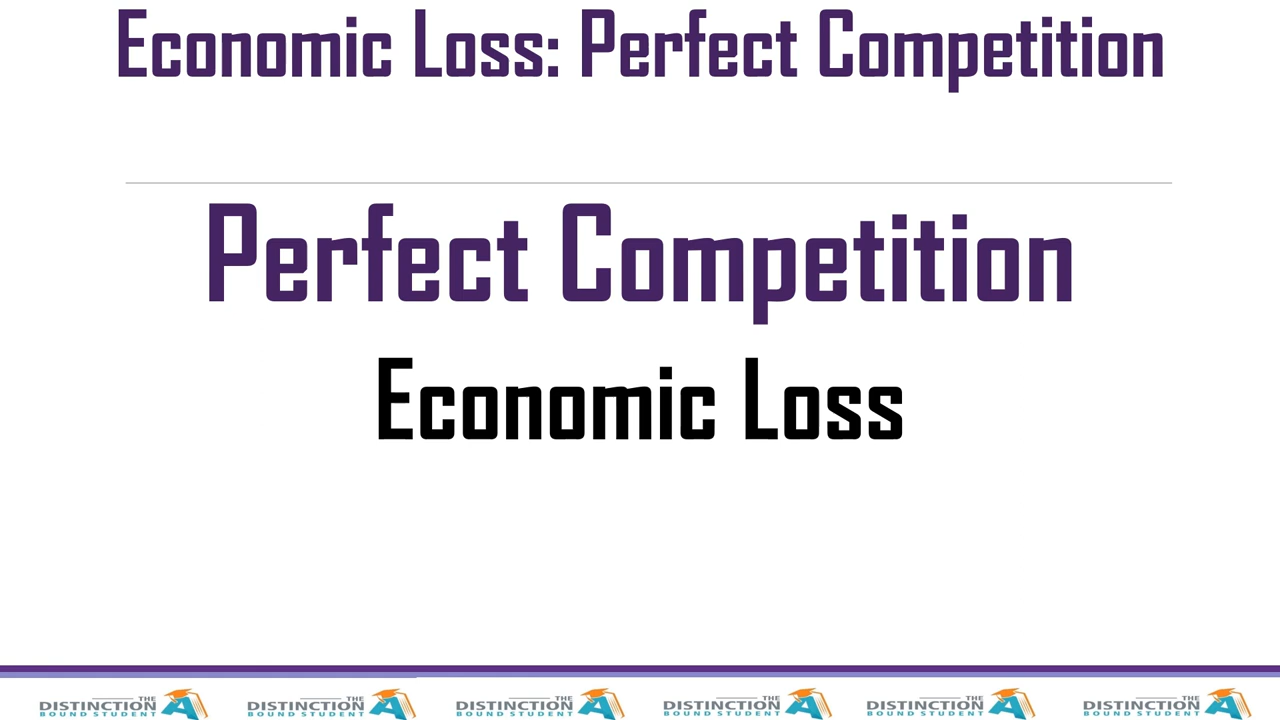 Economic Loss: Perfect Competition
Perfect Competition
Economic Loss
THE DISTINCTION BOUND STUDENT
THE DISTINCTION BOUND STUDENT
THE DISTINCTION BOUND STUDENT
THE DISTINCTION BOUND STUDENT
THE DISTINCTION BOUND STUDENT
THE DISTINCTION BOUND STUDENT